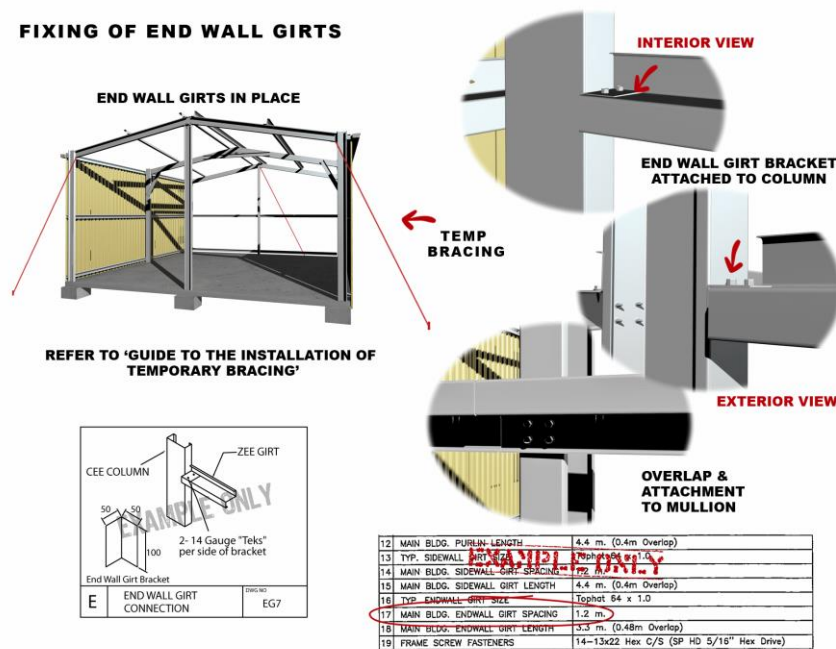 FIXING OF END WALL GIRTS
END WALL GIRTS IN PLACE
INTERIOR VIEW
END WALL GIRT BRACKET
ATTACHED TO COLUMN
TEMP
BRACING
REFER TO ‘GUIDE TO THE INSTALLATION OF
TEMPORARY BRACING’
EXTERIOR VIEW
OVERLAP &
ATTACHMENT
TO MULLION
CEE COLUMN
ZEE GIRT
EXAMPLE ONLY
50 50
100
2- 14 Gauge "Teks"
per side of bracket
End Wall Girt Bracket
E END WALL GIRT
CONNECTION
DWG NO
EG7
12 MAIN BLDG. PURLIN LENGTH 4.4 m. (0.4m Overlap)
13 TYP. SIDEWALL GIRT SIZE Tophat 64 x 1.0
EXAMPLE ONLY
14 MAIN BLDG. SIDEWALL GIRT SPACING 1.2 m.
15 MAIN BLDG. SIDEWALL GIRT LENGTH 4.4 m. (0.4m Overlap)
16 TYP. ENDWALL GIRT SIZE Tophat 64 x 1.0
17 MAIN BLDG. ENDWALL GIRT SPACING 1.2 m.
18 MAIN BLDG. ENDWALL GIRT LENGTH 3.3 m. (0.48m Overlap)
19 FRAME SCREW FASTENERS 14-13x22 Hex C/S (SP HD 5/16" Hex Drive)